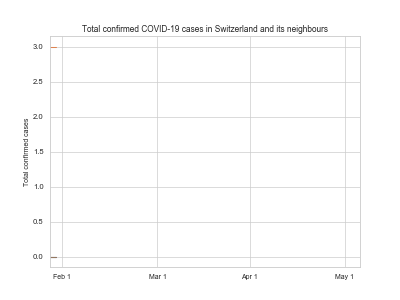 Total confirmed COVID-19 cases in Switzerland and its neighbours
Total confirmed cases
3.0
2.5
2.0
1.5
1.0
0.5
0.0
Feb 1 Mar 1 Apr 1 May 1